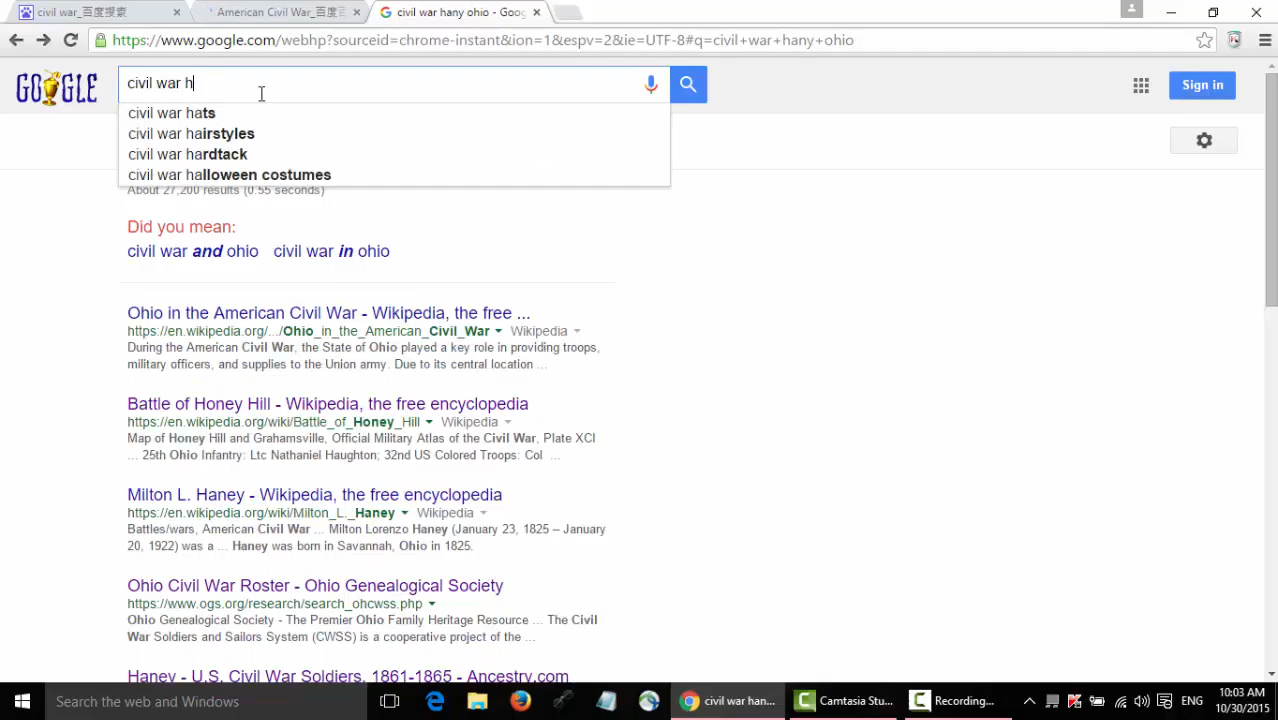 civil war_百度搜索
American Civil War_百度百
civil war hany ohio - Goo
https://www.google.com/webhp?sourceid=chrome-instant&ion=1&espv=2&ie=UTF-8#q=civil+war+hany+ohio
GOOGLE
civil war h
Sign in
civil war hats
civil war hairstyles
civil war hardtack
civil war halloween costumes
About 27,200 results (0.55 seconds)
Did you mean:
civil war and ohio civil war in ohio
Ohio in the American Civil War - Wikipedia, the free ...
https://en.wikipedia.org/.../Ohio_in_the_American_Civil_War Wikipedia
During the American Civil War, the State of Ohio played a key role in providing troops,
military officers, and supplies to the Union army. Due to its central location ...
Battle of Honey Hill - Wikipedia, the free encyclopedia
https://en.wikipedia.org/wiki/Battle_of_Honey_Hill Wikipedia
Map of Honey Hill and Grahamsville, Official Military Atlas of the Civil War, Plate XCI
... 25th Ohio Infantry: Ltc Nathaniel Haughton; 32nd US Colored Troops: Col ...
Milton L. Haney - Wikipedia, the free encyclopedia
https://en.wikipedia.org/wiki/Milton_L._Haney Wikipedia
Battles/wars, American Civil War ... Milton Lorenzo Haney (January 23, 1825 – January
20, 1922) was a ... Haney was born in Savannah, Ohio in 1825.
Ohio Civil War Roster - Ohio Genealogical Society
https://www.ogs.org/research/search_ohcwss.php
Ohio Genealogical Society - The Premier Ohio Family Heritage Resource ... The Civil
War Soldiers and Sailors System (CWSS) is a cooperative project of the ...
Haney - U.S. Civil War Soldiers, 1861-1865 - Ancestry.com
Search the web and Windows
civil war han...
Camtasia Stu...
Recording...
ENG
10:03 AM
10/30/2015